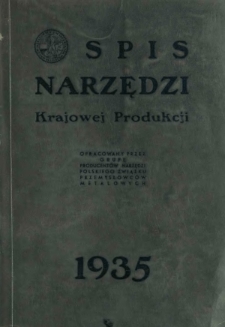 SPIS
NARZĘDZI
Krajowej Produkcji
OPRACOWANY PRZEZ
GRUPĘ
PRODUCENTÓW NARZĘDZI
POLSKIEGO ZWIĄZKU
PRZEMYSŁOWCÓW
METALOWYCH
1935